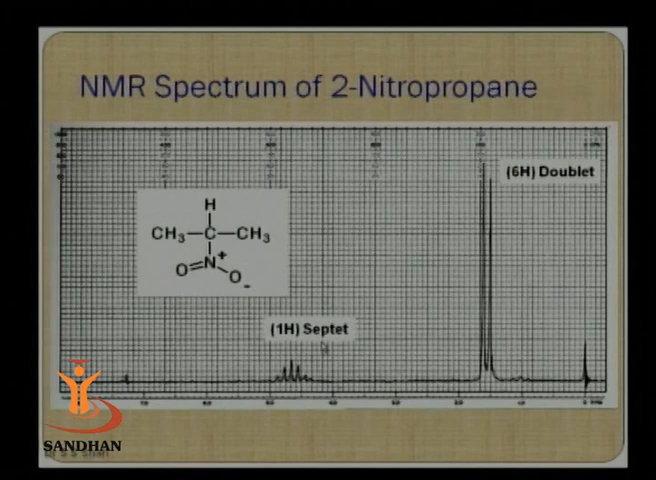 NMR Spectrum of 2-Nitropropane
(6H) Doublet
H
CH3—C—CH3
N+
O
O-
(1H) Septet
SANDHAN